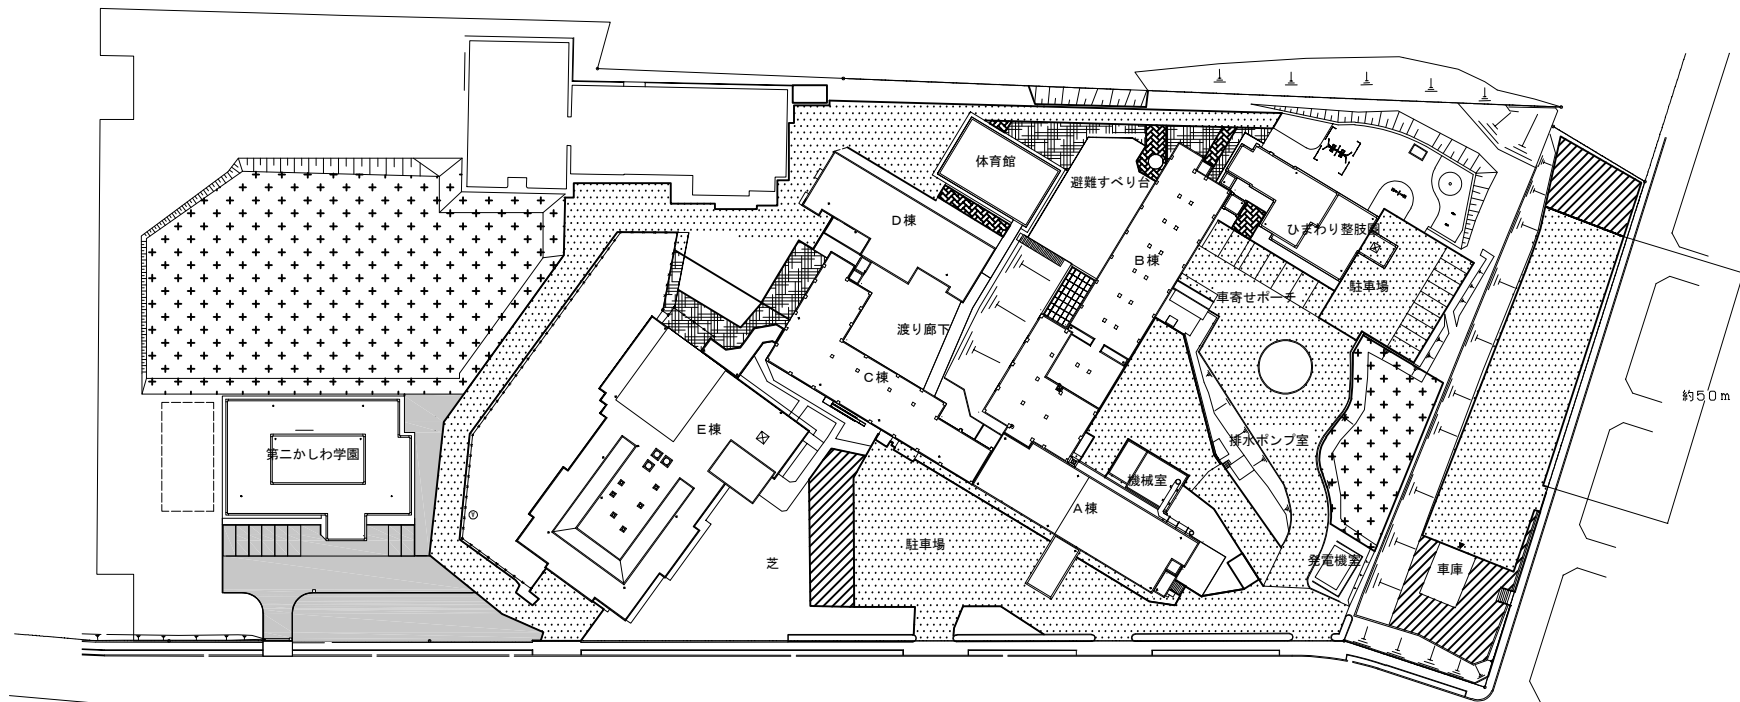 体育館
避難すべり台
D棟
ひまわり整肢園
B棟
車寄せポーチ
駐車場
渡り廊下
C棟
約50m
E棟
排水ポンプ室
第二かしわ学園
機械室
A棟
駐車場
芝
発電機室
車庫